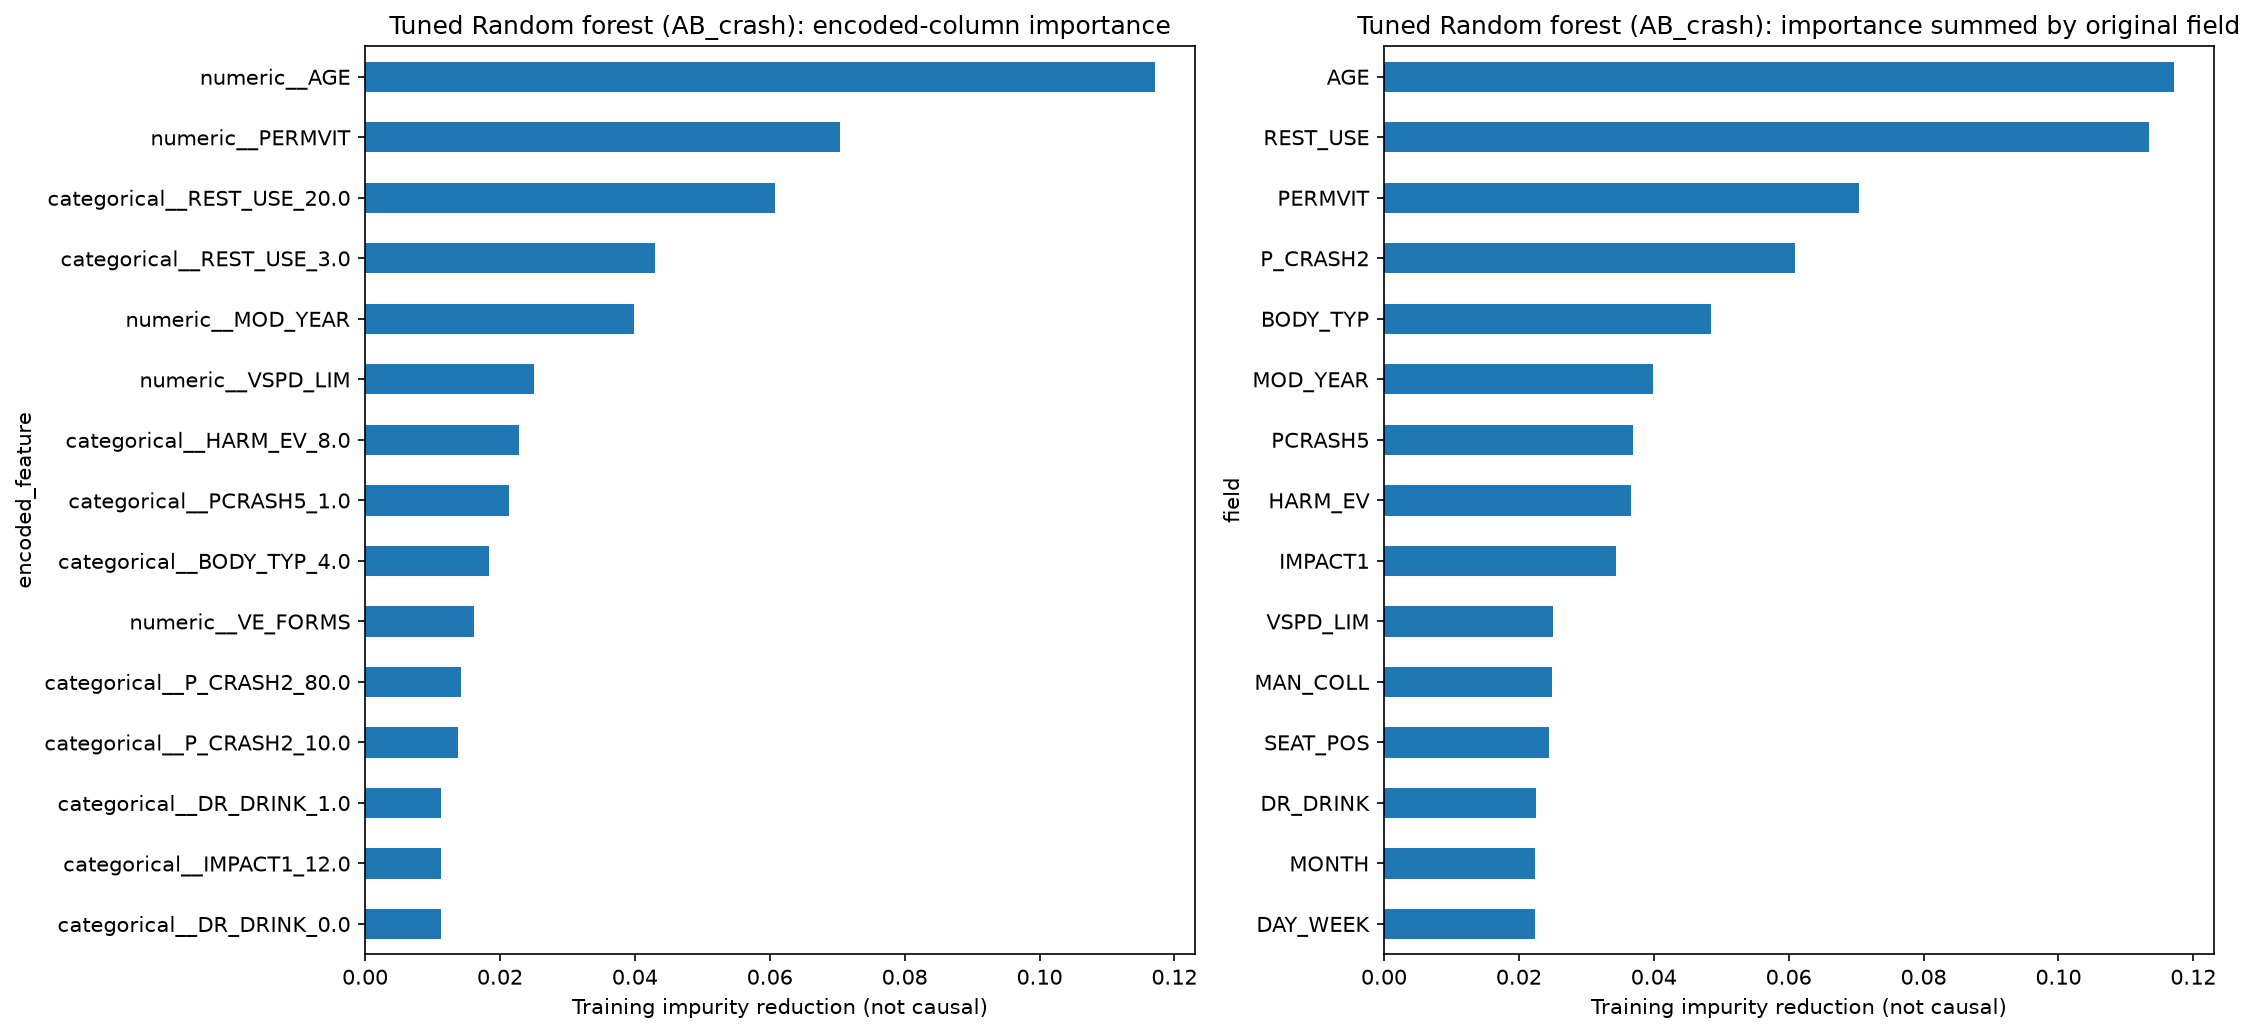 Tuned Random forest (AB_crash): encoded-column importance
encoded_feature
numeric__AGE
numeric__PERMVIT
categorical__REST_USE_20.0
categorical__REST_USE_3.0
numeric__MOD_YEAR
numeric__VSPD_LIM
categorical__HARM_EV_8.0
categorical__PCRASH5_1.0
categorical__BODY_TYP_4.0
numeric__VE_FORMS
categorical__P_CRASH2_80.0
categorical__P_CRASH2_10.0
categorical__DR_DRINK_1.0
categorical__IMPACT1_12.0
categorical__DR_DRINK_0.0
0.00 0.02 0.04 0.06 0.08 0.10 0.12
Training impurity reduction (not causal)
Tuned Random forest (AB_crash): importance summed by original field
field
AGE
REST_USE
PERMVIT
P_CRASH2
BODY_TYP
MOD_YEAR
PCRASH5
HARM_EV
IMPACT1
VSPD_LIM
MAN_COLL
SEAT_POS
DR_DRINK
MONTH
DAY_WEEK
0.00 0.02 0.04 0.06 0.08 0.10 0.12
Training impurity reduction (not causal)